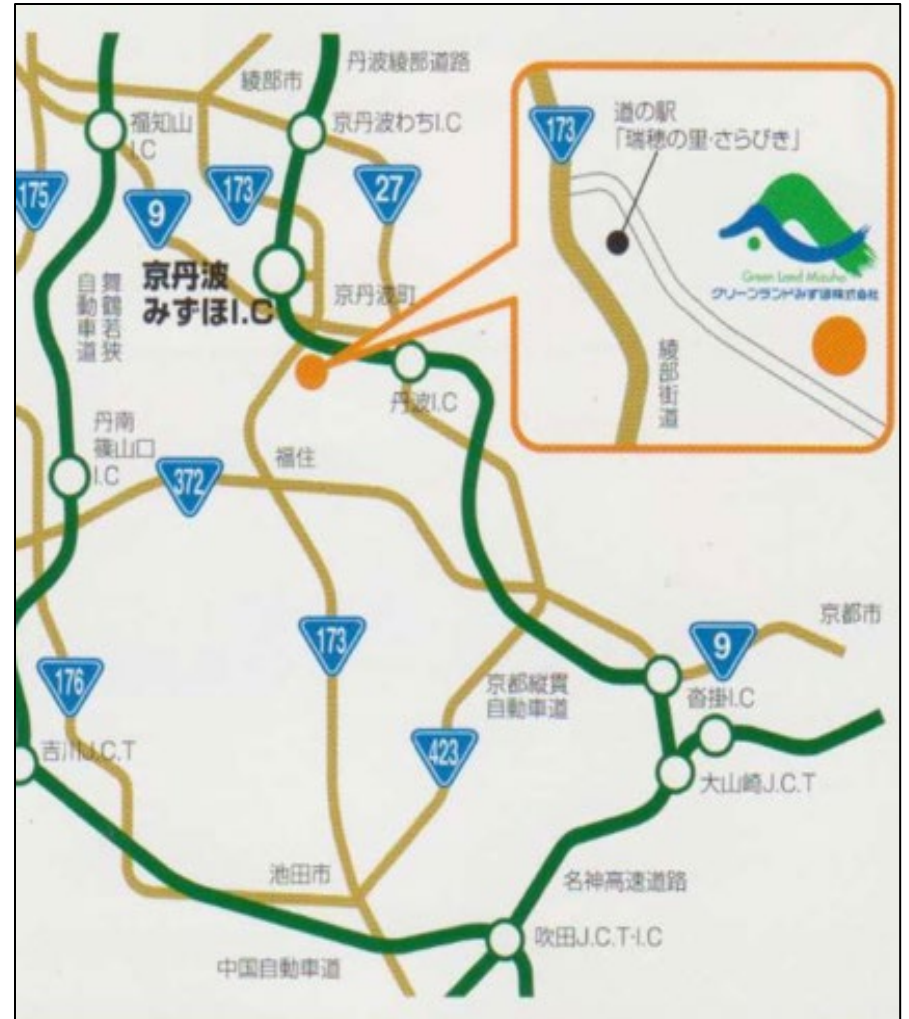 丹波綾部道路
綾部市
福知山
I.C
京丹波わちI.C
175
9
173
27
京丹波
みずほI.C
京丹波町
舞鶴若狭
自動車道
丹波I.C
丹南
篠山口
I.C
福住
372
173
道の駅
「瑞穂の里・さらびき」
Green Land Mizuho
グリーンランドみずほ株式会社
綾部街道
京都市
9
173
176
京都縦貫
自動車道
沓掛I.C
423
吉川J.C.T
大山崎J.C.T
池田市
名神高速道路
吹田J.C.T・I.C
中国自動車道